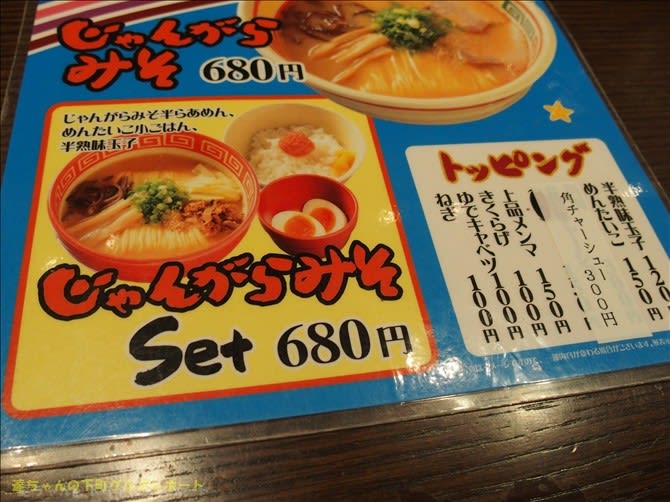 じゃんがら
みそ 680円
じゃんがらみそ半らあめん、
めんたいこ小ごはん、
半熟味玉子
じゃんがらみそ
Set 680円
トッピング
半熟味玉子 120
めんたいこ 150円
角チャーシュー 300円
150円
上品メンマ 100円
きくらげ 100円
ゆでキャベツ 100円
ねぎ